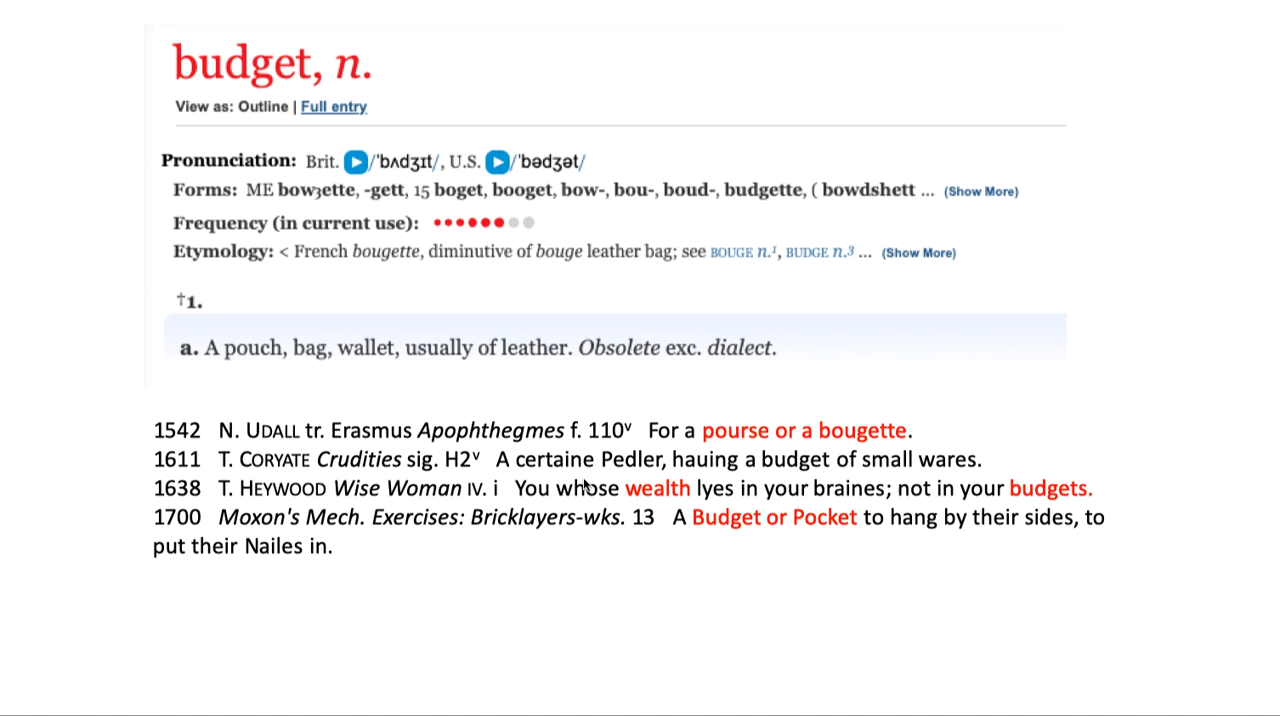 budget, n.
View as: Outline | Full entry
Pronunciation: Brit. /ˈbʌdʒɪt/, U.S. /ˈbədʒət/
Forms: ME bowȝette, -gett, 15 boget, booget, bow-, bou-, boud-, budgette, ( bowdshett ... (Show More)
Frequency (in current use):
Etymology: < French bougette, diminutive of bouge leather bag; see BOUGE n.¹, BUDGE n.3 ... (Show More)
†1.
a. A pouch, bag, wallet, usually of leather. Obsolete exc. dialect.
1542 N. UDALL tr. Erasmus Apophthegmes f. 110ᵛ For a pourse or a bougette.
1611 T. CORYATE Crudities sig. H2ᵛ A certaine Pedler, hauing a budget of small wares.
1638 T. HEYWOOD Wise Woman IV. i You whose wealth lyes in your braines; not in your budgets.
1700 Moxon's Mech. Exercises: Bricklayers-wks. 13 A Budget or Pocket to hang by their sides, to
put their Nailes in.